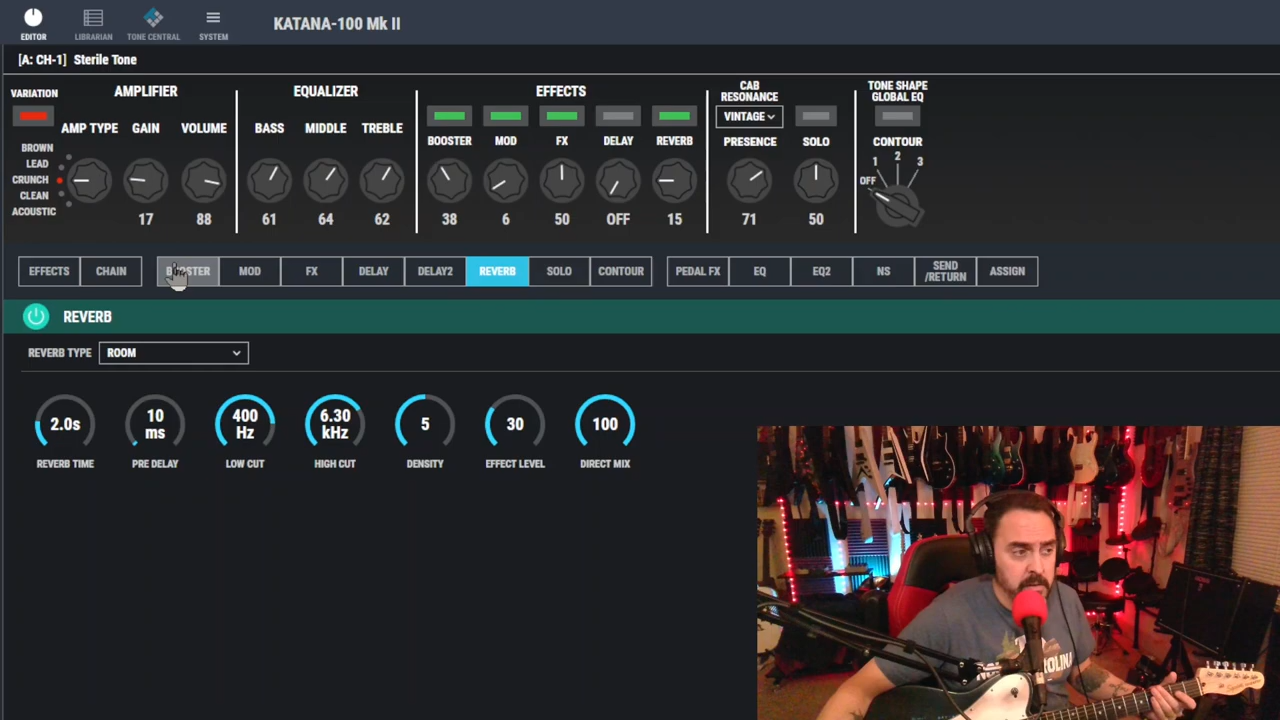 EDITOR
LIBRARIAN
TONE CENTRAL
SYSTEM
KATANA-100 Mk II
[A: CH-1] Sterile Tone
VARIATION
AMPLIFIER
AMP TYPE GAIN VOLUME
BROWN
LEAD
CRUNCH
CLEAN
ACOUSTIC
17 88
EQUALIZER
BASS MIDDLE TREBLE
61 64 62
EFFECTS
BOOSTER MOD FX DELAY REVERB
38 6 50 OFF 15
CAB
RESONANCE
VINTAGE
PRESENCE SOLO
71 50
TONE SHAPE
GLOBAL EQ
CONTOUR
1 2 3
OFF
EFFECTS CHAIN BOOSTER MOD FX DELAY DELAY2 REVERB SOLO CONTOUR PEDAL FX EQ EQ2 NS SEND
/RETURN ASSIGN
REVERB
REVERB TYPE ROOM
2.0s 10
ms 400
Hz 6.30
kHz 5 30 100
REVERB TIME PRE DELAY LOW CUT HIGH CUT DENSITY EFFECT LEVEL DIRECT MIX